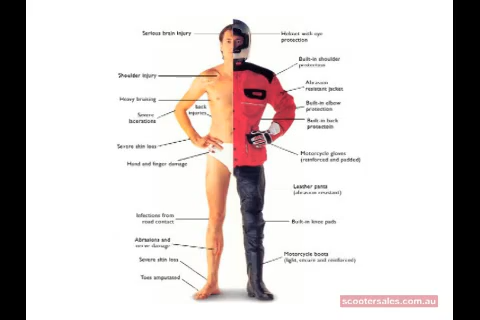 Serious brain injury
Helmet with eye
protection
Built-in shoulder
protection
Shoulder injury
Abrasion
resistant jacket
Heavy bruising
Back
injuries
Built-in elbow
protection
Severe
lacerations
Built-in back
protection
Severe skin loss
Motorcycle gloves
(reinforced and padded)
Hand and finger damage
Leather pants
(abrasion resistant)
Infections from
road contact
Built-in knee pads
Abrasions and
nerve damage
Motorcycle boots
(light, secure and reinforced)
Severe skin loss
Toes amputated
scootersales.com.au